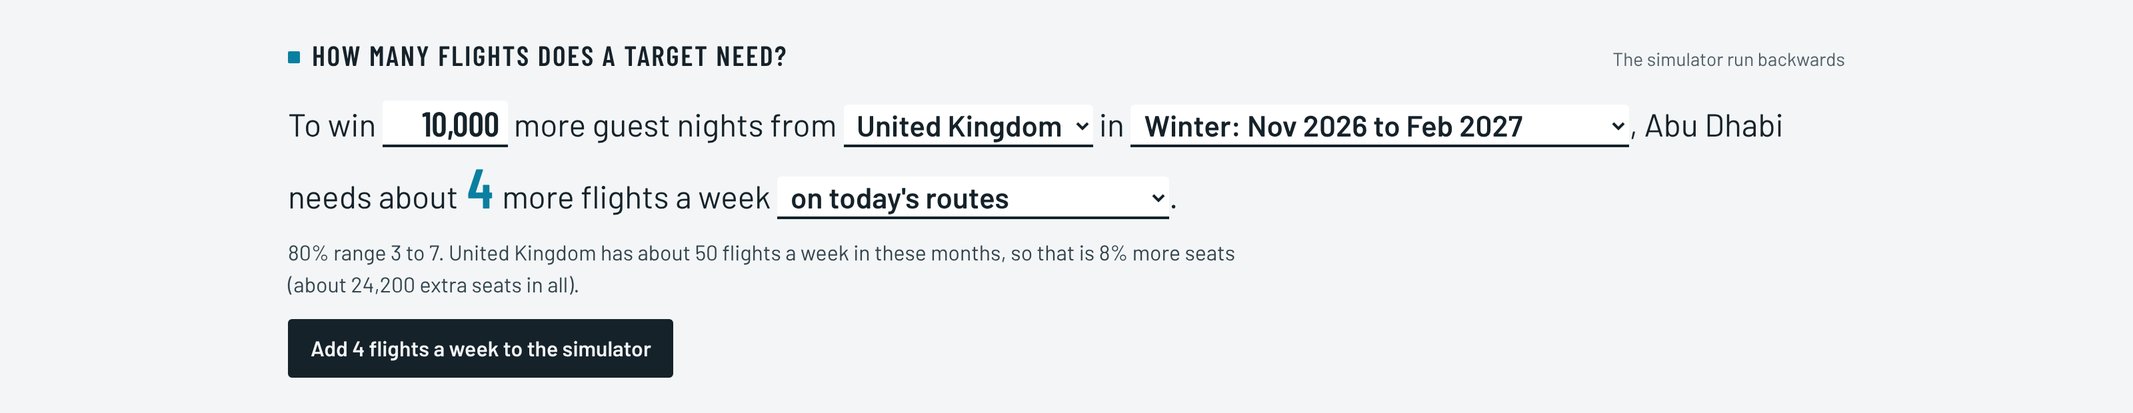 HOW MANY FLIGHTS DOES A TARGET NEED?
The simulator run backwards
To win 10,000 more guest nights from United Kingdom in Winter: Nov 2026 to Feb 2027, Abu Dhabi
needs about 4 more flights a week on today's routes.
80% range 3 to 7. United Kingdom has about 50 flights a week in these months, so that is 8% more seats
(about 24,200 extra seats in all).
Add 4 flights a week to the simulator